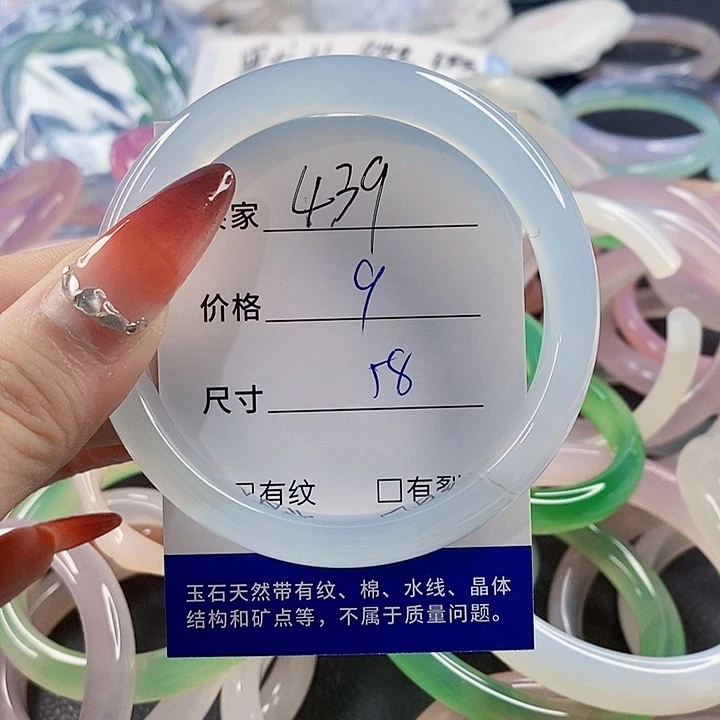 家 439
价格 9
尺寸 58
有纹 □有裂
玉石天然带有纹、棉、水线、晶体
结构和矿点等，不属于质量问题。